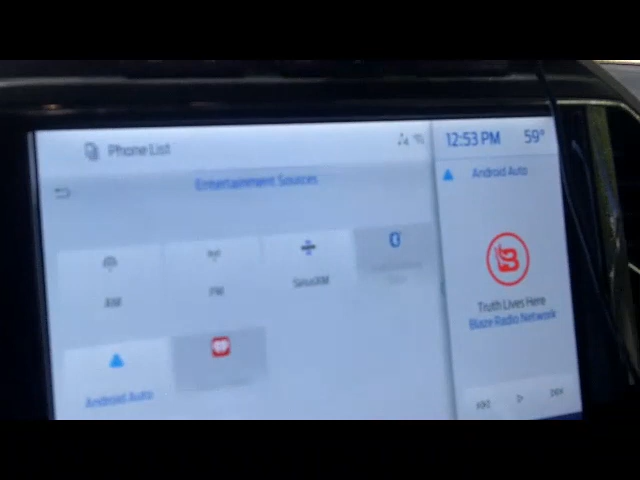 Phone List
12:53 PM 59°
Entertainment Sources
Android Auto
AM
FM
SiriusXM
Truth Lives Here
Blaze Radio Network
Android Auto